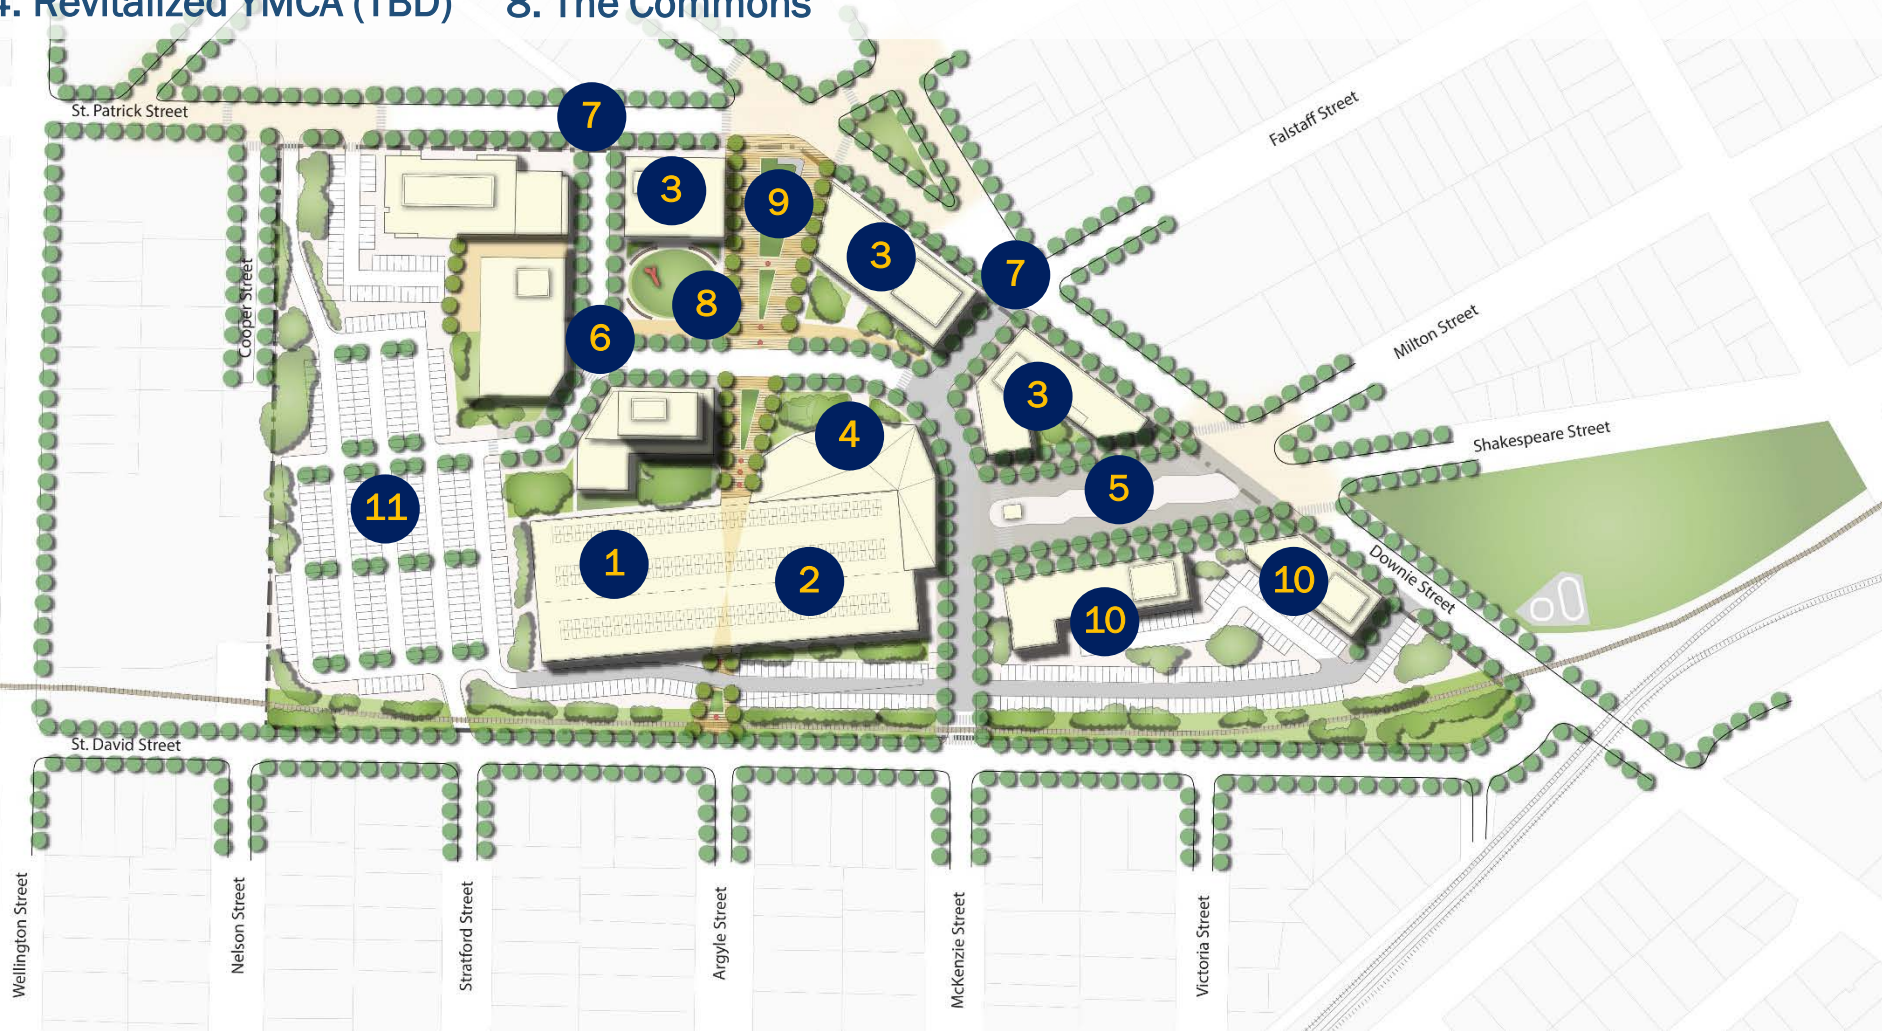 4. Revitalized YMCA (TBD) 8. The Commons
St. Patrick Street
7
Falstaff Street
3
9
3
7
Cooper Street
8
6
Milton Street
3
4
Shakespeare Street
5
11
1
2
10
10
Downie Street
St. David Street
Wellington Street
Nelson Street
Stratford Street
Argyle Street
McKenzie Street
Victoria Street